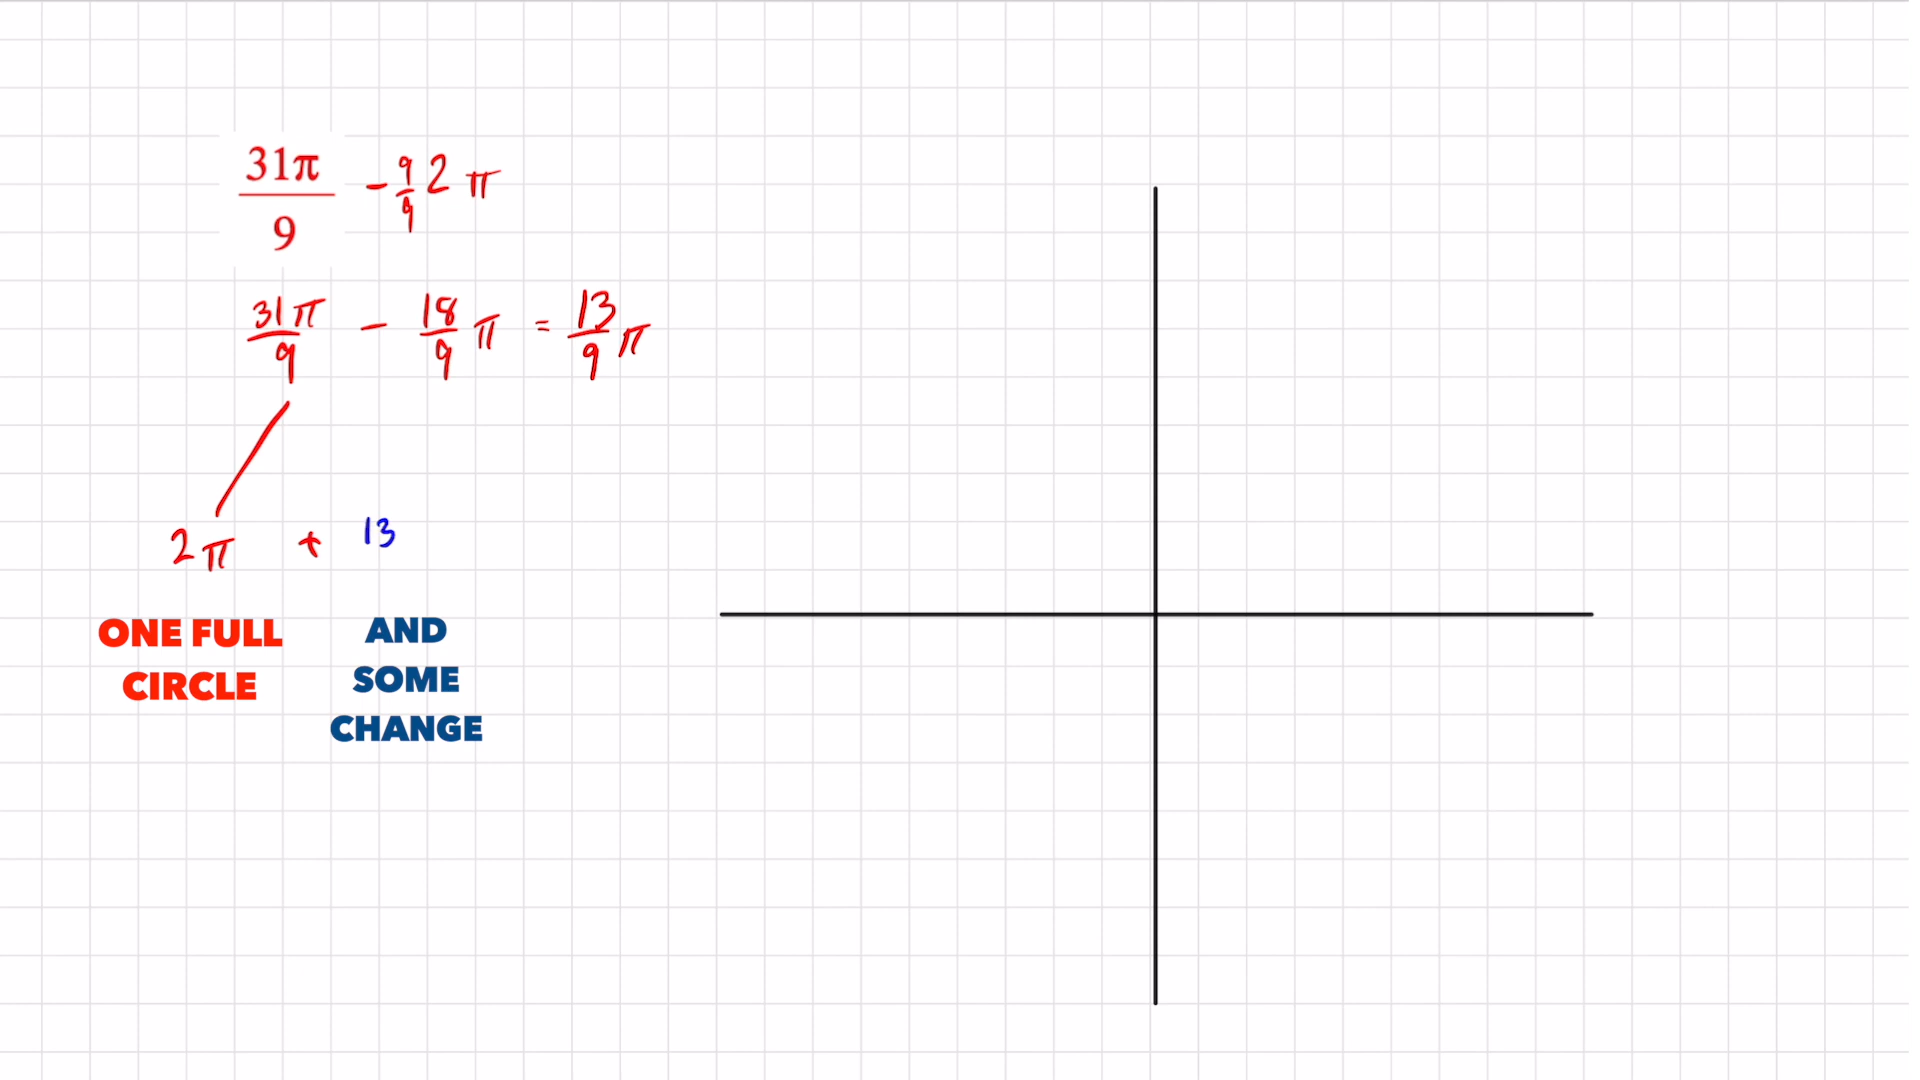 31π/9 - 9/9 2π
31π/9 - 18/9 π = 13/9 π
2π + 13
ONE FULL
CIRCLE
AND
SOME
CHANGE